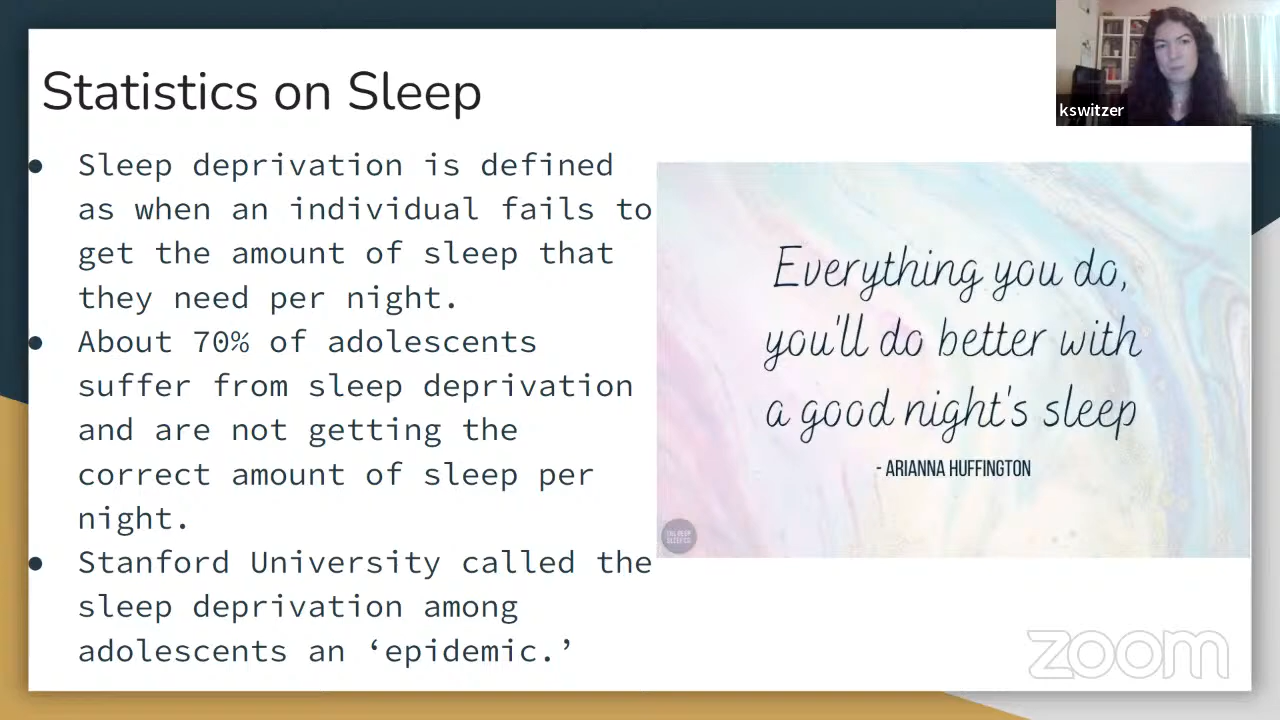 Statistics on Sleep
kswitzer
● Sleep deprivation is defined
as when an individual fails to
get the amount of sleep that
they need per night.
● About 70% of adolescents
suffer from sleep deprivation
and are not getting the
correct amount of sleep per
night.
● Stanford University called the
sleep deprivation among
adolescents an ‘epidemic.’
Everything you do,
you'll do better with
a good night's sleep
- ARIANNA HUFFINGTON
zoom